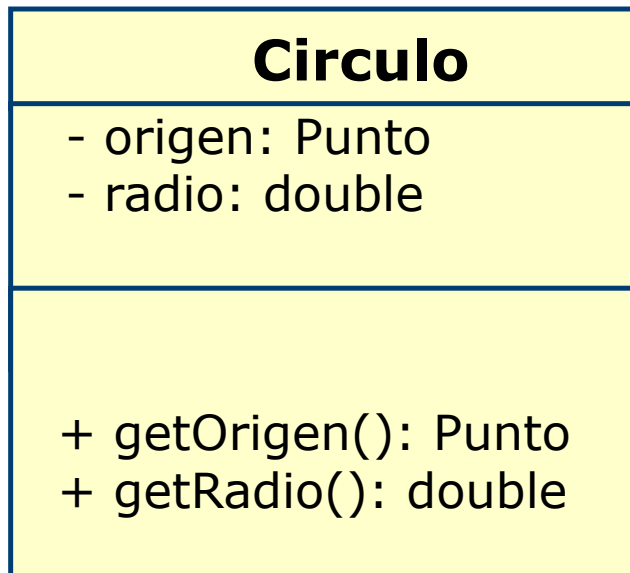 Circulo
- origen: Punto
- radio: double
+ getOrigen(): Punto
+ getRadio(): double